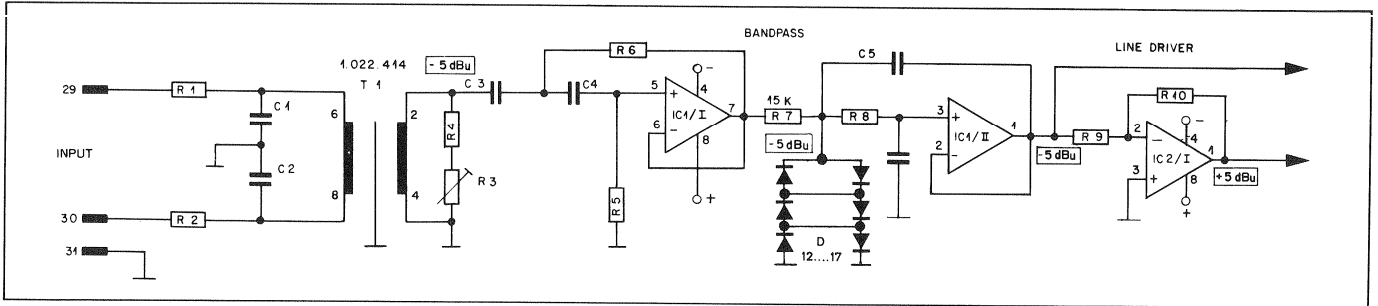 BANDPASS
LINE DRIVER
1.022.414
T 1
- 5 dBu
INPUT
29
30
31
R 1
R 2
C 1
C 2
6
8
2
4
R4
R 3
C 3
C4
R 6
R 5
5
6
+
-
IC1/I
7
4
-
8
+
15 K
R 7
-5 dBu
D
12....17
C 5
R 8
3
2
+
-
IC1/II
1
-5 dBu
R 9
R 10
2
3
-
+
IC 2/I
1
4
-
8
+
+5 dBu